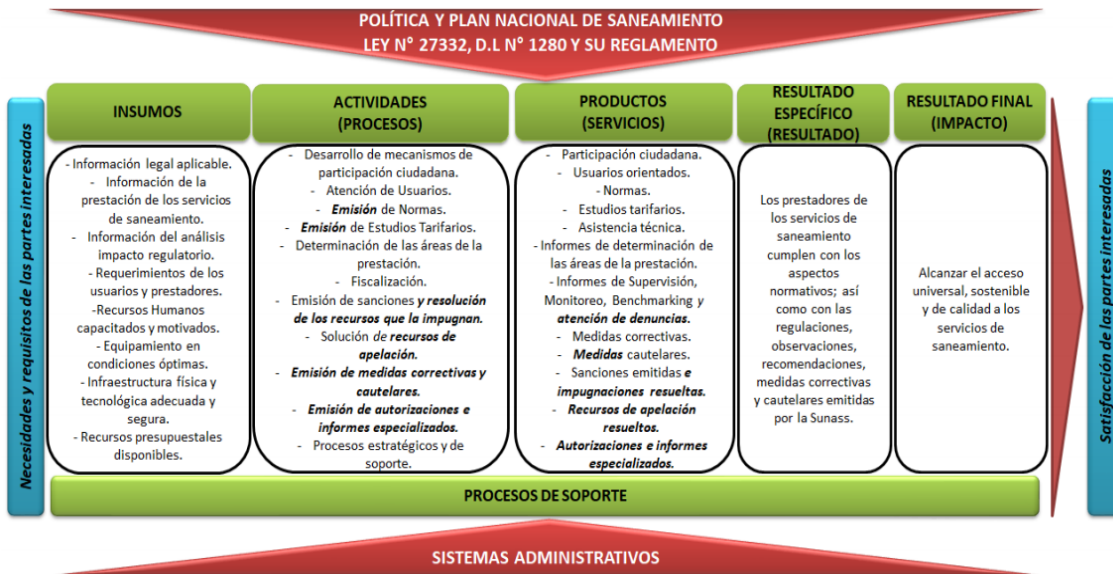 POLÍTICA Y PLAN NACIONAL DE SANEAMIENTO
LEY N° 27332, D.L N° 1280 Y SU REGLAMENTO
Necesidades y requisitos de las partes interesadas
INSUMOS
- Información legal aplicable.
- Información de la
prestación de los servicios
de saneamiento.
- Información del análisis
impacto regulatorio.
- Requerimientos de los
usuarios y prestadores.
-Recursos Humanos
capacitados y motivados.
- Equipamiento en
condiciones óptimas.
- Infraestructura física y
tecnológica adecuada y
segura.
- Recursos presupuestales
disponibles.
ACTIVIDADES
(PROCESOS)
- Desarrollo de mecanismos de
participación ciudadana.
- Atención de Usuarios.
- Emisión de Normas.
- Emisión de Estudios Tarifarios.
- Determinación de las áreas de la
prestación.
- Fiscalización.
- Emisión de sanciones y resolución
de los recursos que la impugnan.
- Solución de recursos de
apelación.
- Emisión de medidas correctivas y
cautelares.
- Emisión de autorizaciones e
informes especializados.
- Procesos estratégicos y de
soporte.
PRODUCTOS
(SERVICIOS)
- Participación ciudadana.
- Usuarios orientados.
- Normas.
- Estudios tarifarios.
- Asistencia técnica.
- Informes de determinación de
las áreas de la prestación.
- Informes de Supervisión,
Monitoreo, Benchmarking y
atención de denuncias.
- Medidas correctivas.
- Medidas cautelares.
- Sanciones emitidas e
impugnaciones resueltas.
- Recursos de apelación
resueltos.
- Autorizaciones e informes
especializados.
RESULTADO
ESPECÍFICO
(RESULTADO)
Los prestadores de
los servicios de
saneamiento
cumplen con los
aspectos
normativos; así
como con las
regulaciones,
observaciones,
recomendaciones,
medidas correctivas
y cautelares emitidas
por la Sunass.
RESULTADO FINAL
(IMPACTO)
Alcanzar el acceso
universal, sostenible
y de calidad a los
servicios de
saneamiento.
Satisfacción de las partes interesadas
PROCESOS DE SOPORTE
SISTEMAS ADMINISTRATIVOS